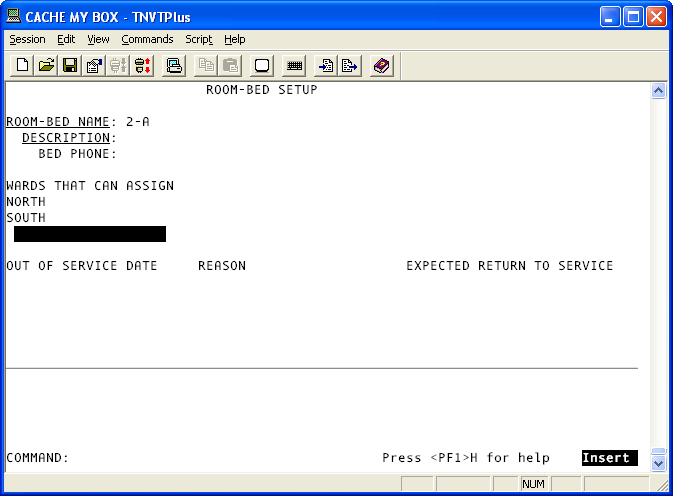 CACHE MY BOX - TNVTPlus
Session Edit View Commands Script Help
ROOM-BED SETUP
ROOM-BED NAME: 2-A
DESCRIPTION:
BED PHONE:
WARDS THAT CAN ASSIGN
NORTH
SOUTH
OUT OF SERVICE DATE REASON EXPECTED RETURN TO SERVICE
COMMAND: Press <PF1>H for help Insert
NUM